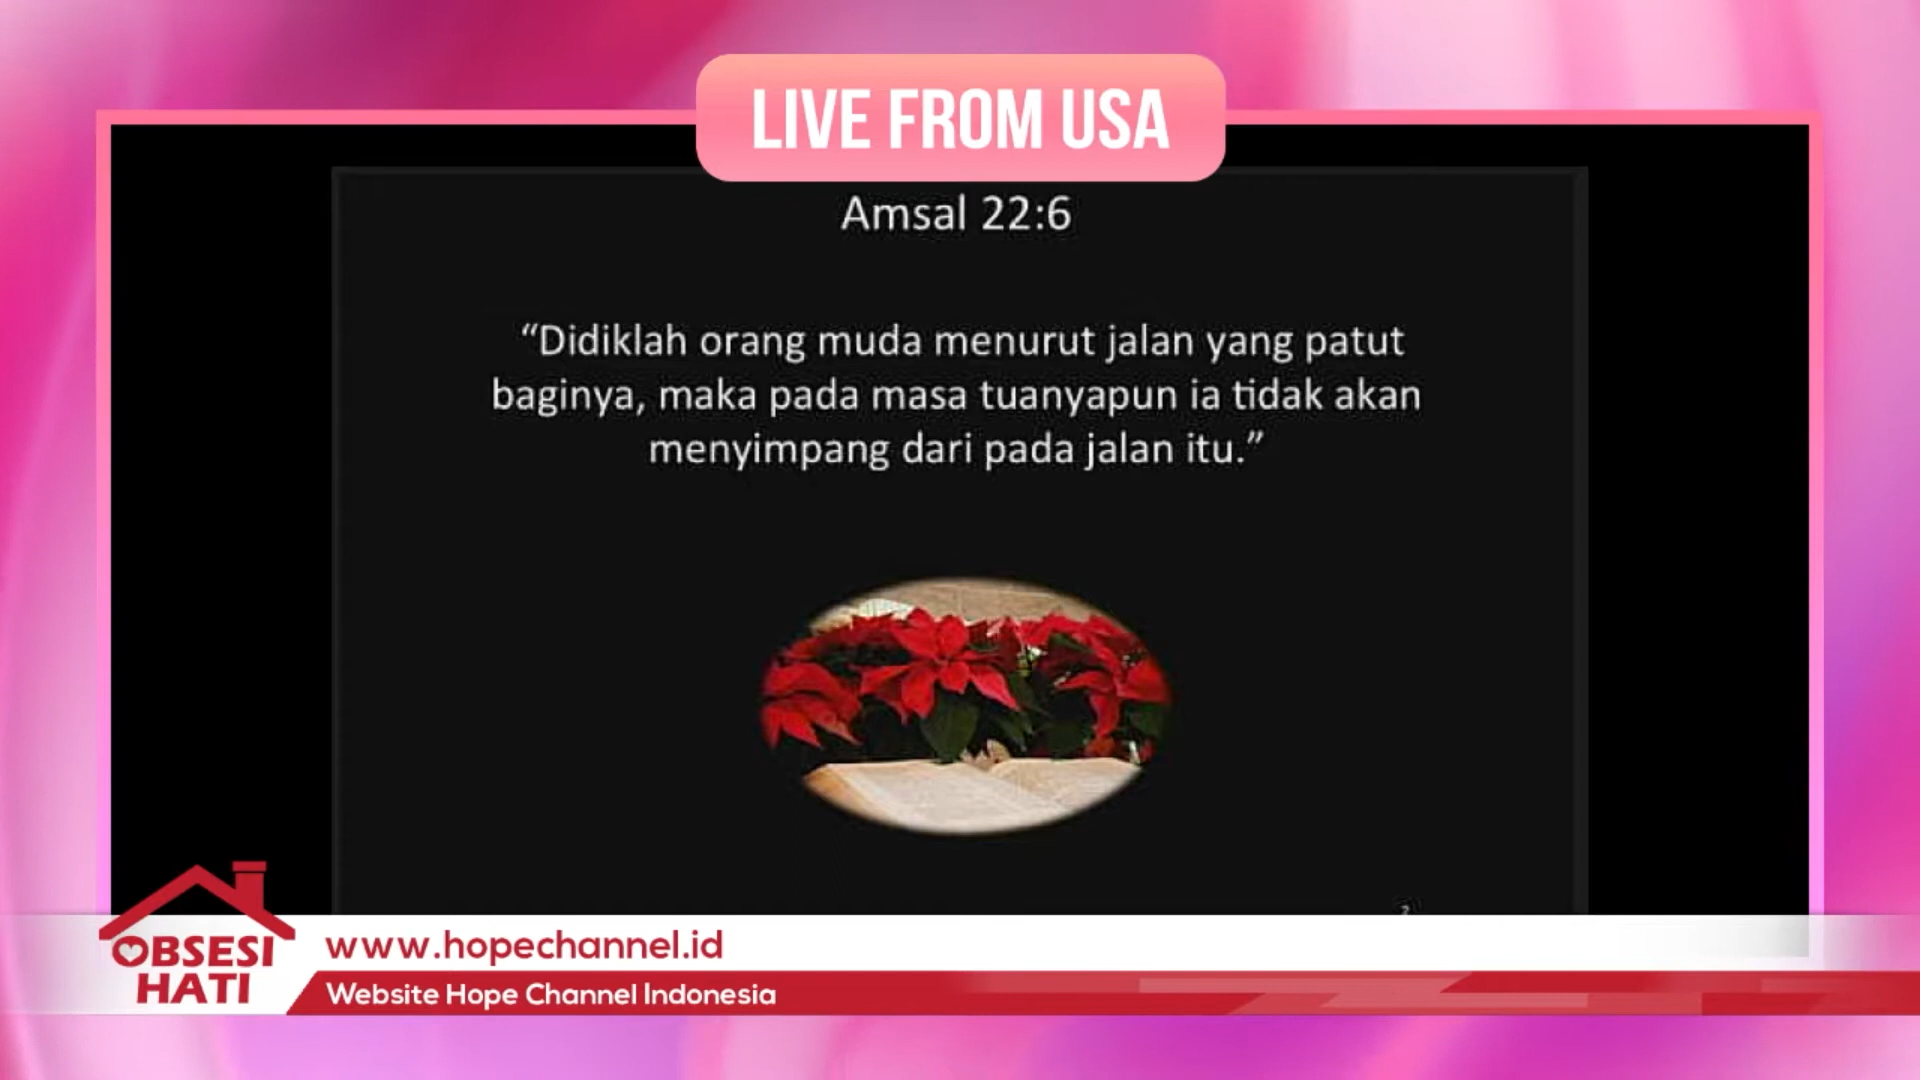 LIVE FROM USA
Amsal 22:6
“Didiklah orang muda menurut jalan yang patut
baginya, maka pada masa tuanyapun ia tidak akan
menyimpang dari pada jalan itu.”
2
OBSESI
HATI
www.hopechannel.id
Website Hope Channel Indonesia